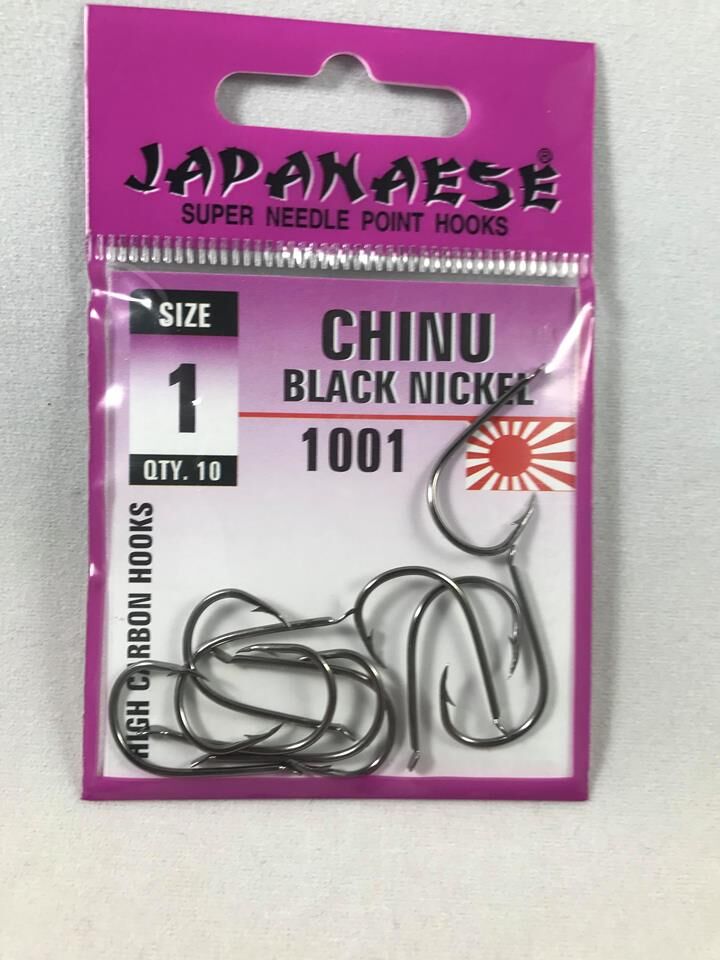 JAPANAESE®
SUPER NEEDLE POINT HOOKS
SIZE
1
QTY. 10
CHINU
BLACK NICKEL
1001
HIGH CARBON HOOKS